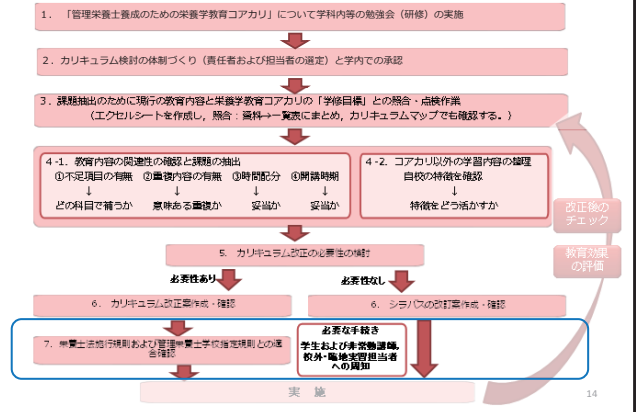 1. 「管理栄養士養成のための栄養学教育コアカリ」について学科内等の勉強会（研修）の実施
2．カリキュラム検討の体制づくり（責任者および担当者の選定）と学内での承認
3．課題抽出のために現行の教育内容と栄養学教育コアカリの「学修目標」との照合・点検作業
（エクセルシートを作成し，照合：資料→一覧表にまとめ，カリキュラムマップでも確認する。）
4-1．教育内容の関連性の確認と課題の抽出
①不足項目の有無 ②重複内容の有無 ③時間配分 ④開講時期
↓ ↓ ↓ ↓
どの科目で補うか 意味ある重複か 妥当か 妥当か
4-2．コアカリ以外の学習内容の整理
自校の特徴を確認
↓
特徴をどう活かすか
改正後の
チェック
教育効果
の評価
5． カリキュラム改正の必要性の検討
必要性あり
必要性なし
6． カリキュラム改正案作成・確認
6． シラバスの改訂案作成・確認
7．栄養士法施行規則および管理栄養士学校指定規則との適
合確認
必要な手続き
学生および非常勤講師,
校外・臨地実習担当者
への周知
実 施
14